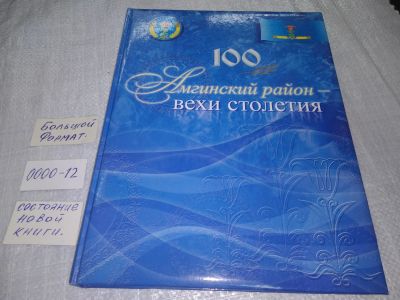 100
Амгинский район –
вехи столетия
БОЛЬШОЙ
ФОРМАТ.
0000-12
СОСТОЯНИЕ
НОВОЙ
КНИГИ.